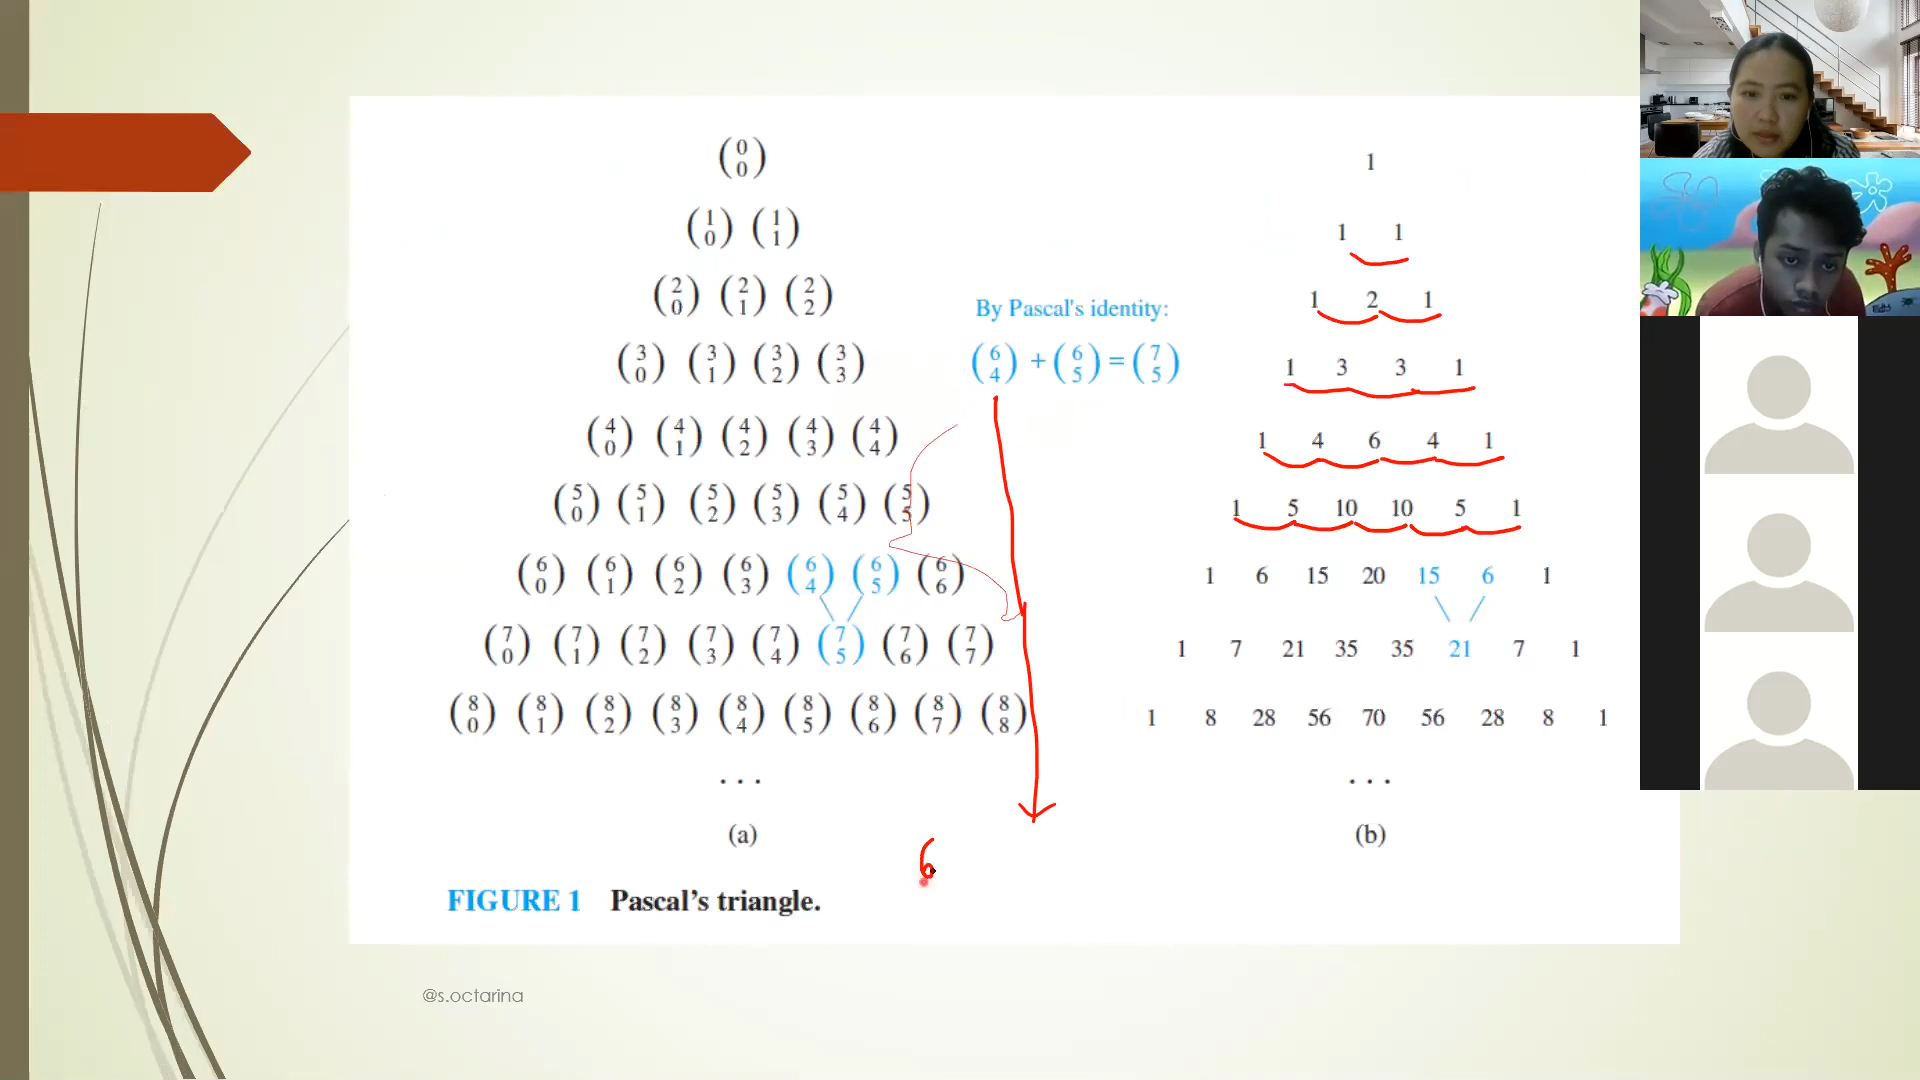 (0 0)
(1 0) (1 1)
(2 0) (2 1) (2 2)
(3 0) (3 1) (3 2) (3 3)
(4 0) (4 1) (4 2) (4 3) (4 4)
(5 0) (5 1) (5 2) (5 3) (5 4) (5 5)
(6 0) (6 1) (6 2) (6 3) (6 4) (6 5) (6 6)
(7 0) (7 1) (7 2) (7 3) (7 4) (7 5) (7 6) (7 7)
(8 0) (8 1) (8 2) (8 3) (8 4) (8 5) (8 6) (8 7) (8 8)
. . .
(a)
By Pascal's identity:
(6 4) + (6 5) = (7 5)
1
1 1
1 2 1
1 3 3 1
1 4 6 4 1
1 5 10 10 5 1
1 6 15 20 15 6 1
1 7 21 35 35 21 7 1
1 8 28 56 70 56 28 8 1
. . .
(b)
6
FIGURE 1 Pascal's triangle.
@s.octarina